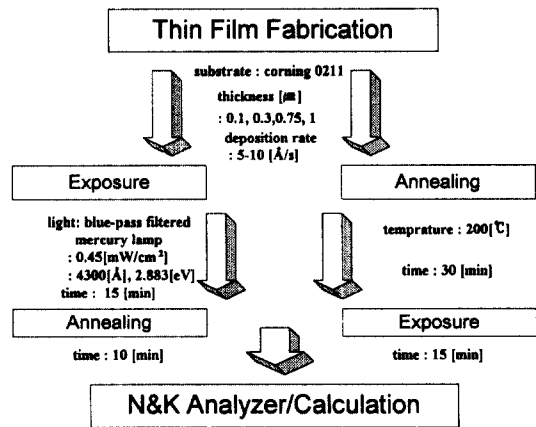 Thin Film Fabrication
substrate : corning 0211
thickness [㎛]
: 0.1, 0.3,0.75, 1
deposition rate
: 5-10 [Å/s]
Exposure
Annealing
light: blue-pass filtered
mercury lamp
: 0.45[mW/cm²]
: 4300[Å], 2.883[eV]
time : 15 [min]
temprature : 200[℃]
time : 30 [min]
Annealing
Exposure
time : 10 [min]
time : 15 [min]
N&K Analyzer/Calculation